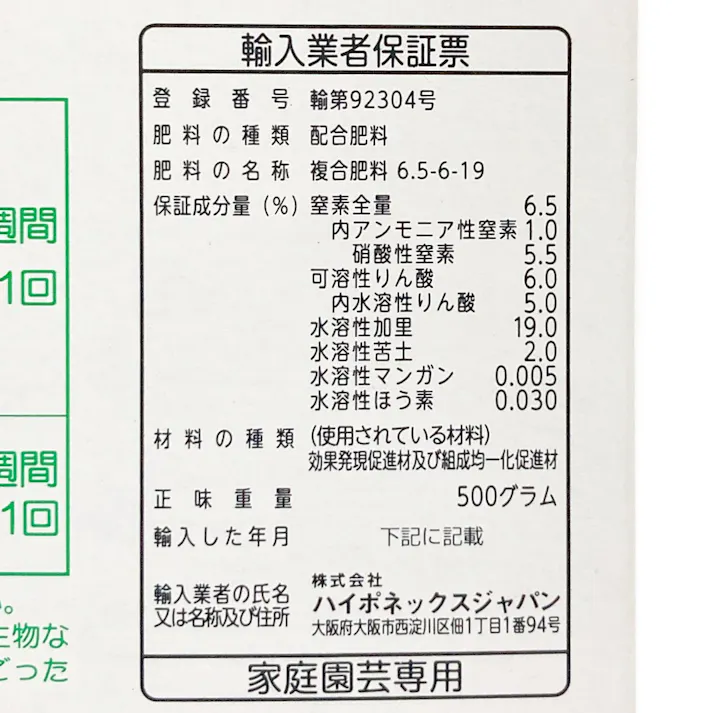 輸入業者保証票
登録番号 輸第92304号
肥料の種類 配合肥料
肥料の名称 複合肥料 6.5-6-19
保証成分量(%) 窒素全量 6.5
内アンモニア性窒素 1.0
硝酸性窒素 5.5
可溶性りん酸 6.0
内水溶性りん酸 5.0
水溶性加里 19.0
水溶性苦土 2.0
水溶性マンガン 0.005
水溶性ほう素 0.030
材料の種類 (使用されている材料)
効果発現促進材及び組成均一化促進材
正味重量 500グラム
輸入した年月 下記に記載
輸入業者の氏名
又は名称及び住所
株式会社
ハイポネックスジャパン
大阪府大阪市西淀川区佃1丁目1番94号
家庭園芸専用
週間
1回
週間
1回
い。
生物な
ごった